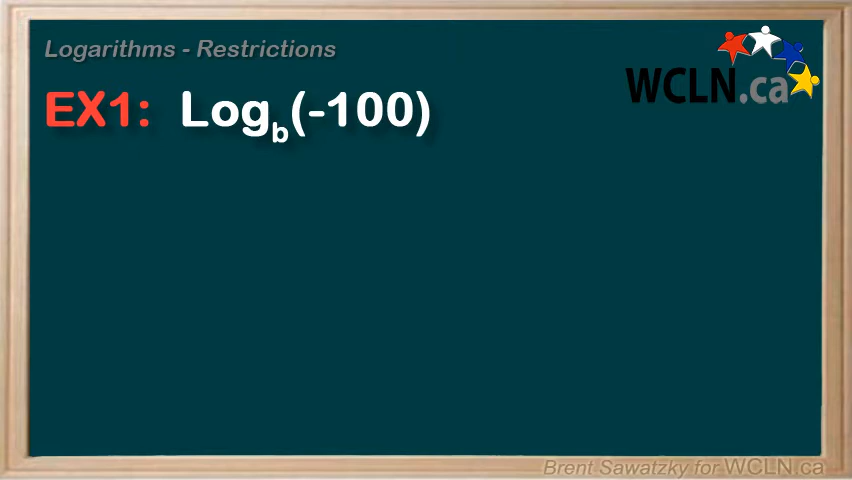 Logarithms - Restrictions
WCLN.ca
EX1: Log_b(-100)
Brent Sawatzky for WCLN.ca